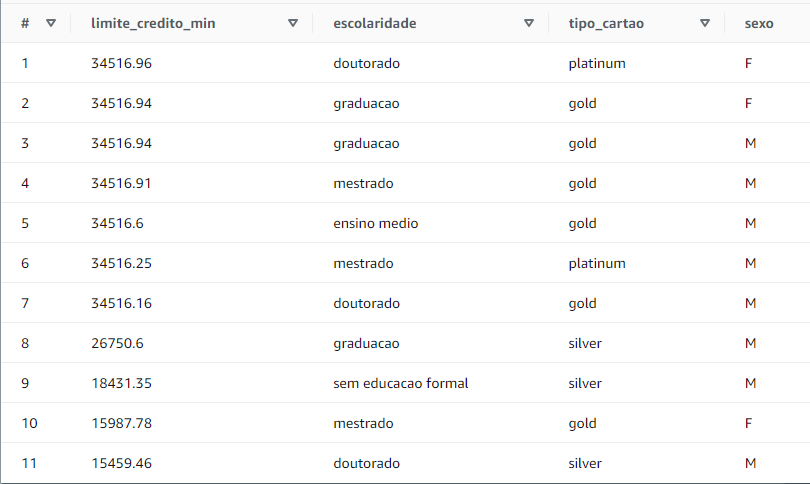 # limite_credito_min escolaridade tipo_cartao sexo
1 34516.96 doutorado platinum F
2 34516.94 graduacao gold F
3 34516.94 graduacao gold M
4 34516.91 mestrado gold M
5 34516.6 ensino medio gold M
6 34516.25 mestrado platinum M
7 34516.16 doutorado gold M
8 26750.6 graduacao silver M
9 18431.35 sem educacao formal silver M
10 15987.78 mestrado gold F
11 15459.46 doutorado silver M